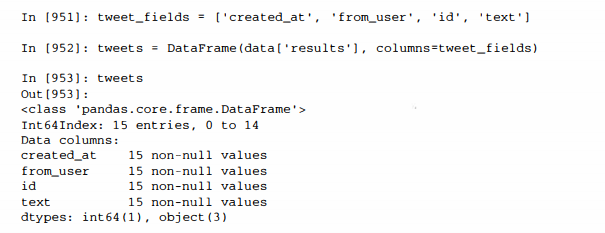 In [951]: tweet_fields = ['created_at', 'from_user', 'id', 'text']
In [952]: tweets = DataFrame(data['results'], columns=tweet_fields)
In [953]: tweets
Out[953]:
<class 'pandas.core.frame.DataFrame'>
Int64Index: 15 entries, 0 to 14
Data columns:
created_at    15 non-null values
from_user     15 non-null values
id            15 non-null values
text          15 non-null values
dtypes: int64(1), object(3)